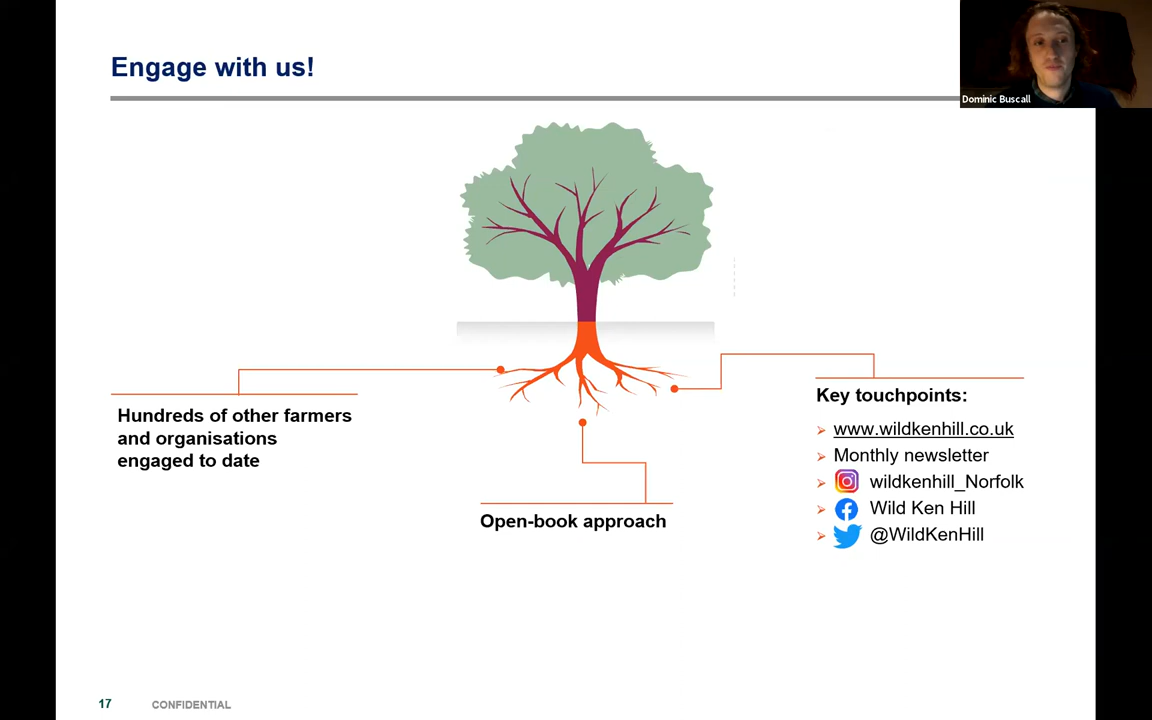 Engage with us!
Dominic Buscall
Hundreds of other farmers
and organisations
engaged to date
Open-book approach
Key touchpoints:
www.wildkenhill.co.uk
Monthly newsletter
wildkenhill_Norfolk
Wild Ken Hill
@WildKenHill
17 CONFIDENTIAL